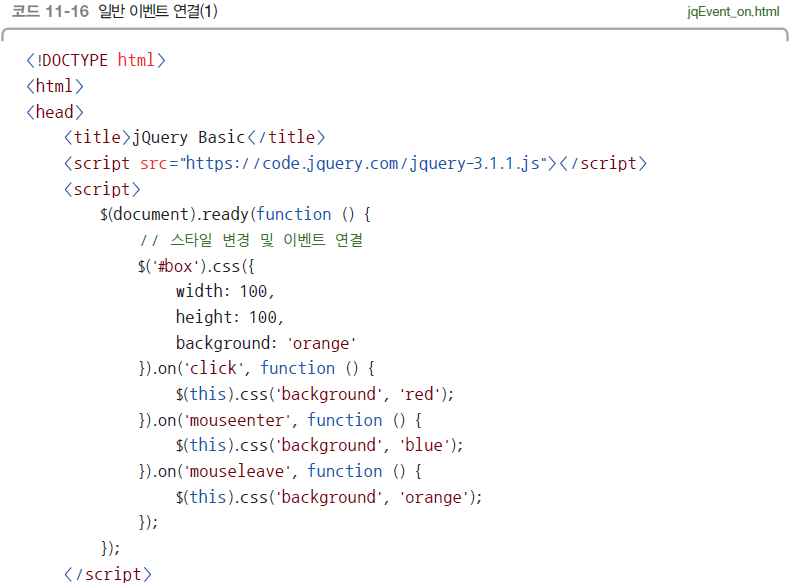 코드 11-16 일반 이벤트 연결(1) jqEvent_on.html
<!DOCTYPE html>
<html>
<head>
    <title>jQuery Basic</title>
    <script src="https://code.jquery.com/jquery-3.1.1.js"></script>
    <script>
        $(document).ready(function () {
            // 스타일 변경 및 이벤트 연결
            $('#box').css({
                width: 100,
                height: 100,
                background: 'orange'
            }).on('click', function () {
                $(this).css('background', 'red');
            }).on('mouseenter', function () {
                $(this).css('background', 'blue');
            }).on('mouseleave', function () {
                $(this).css('background', 'orange');
            });
        });
    </script>